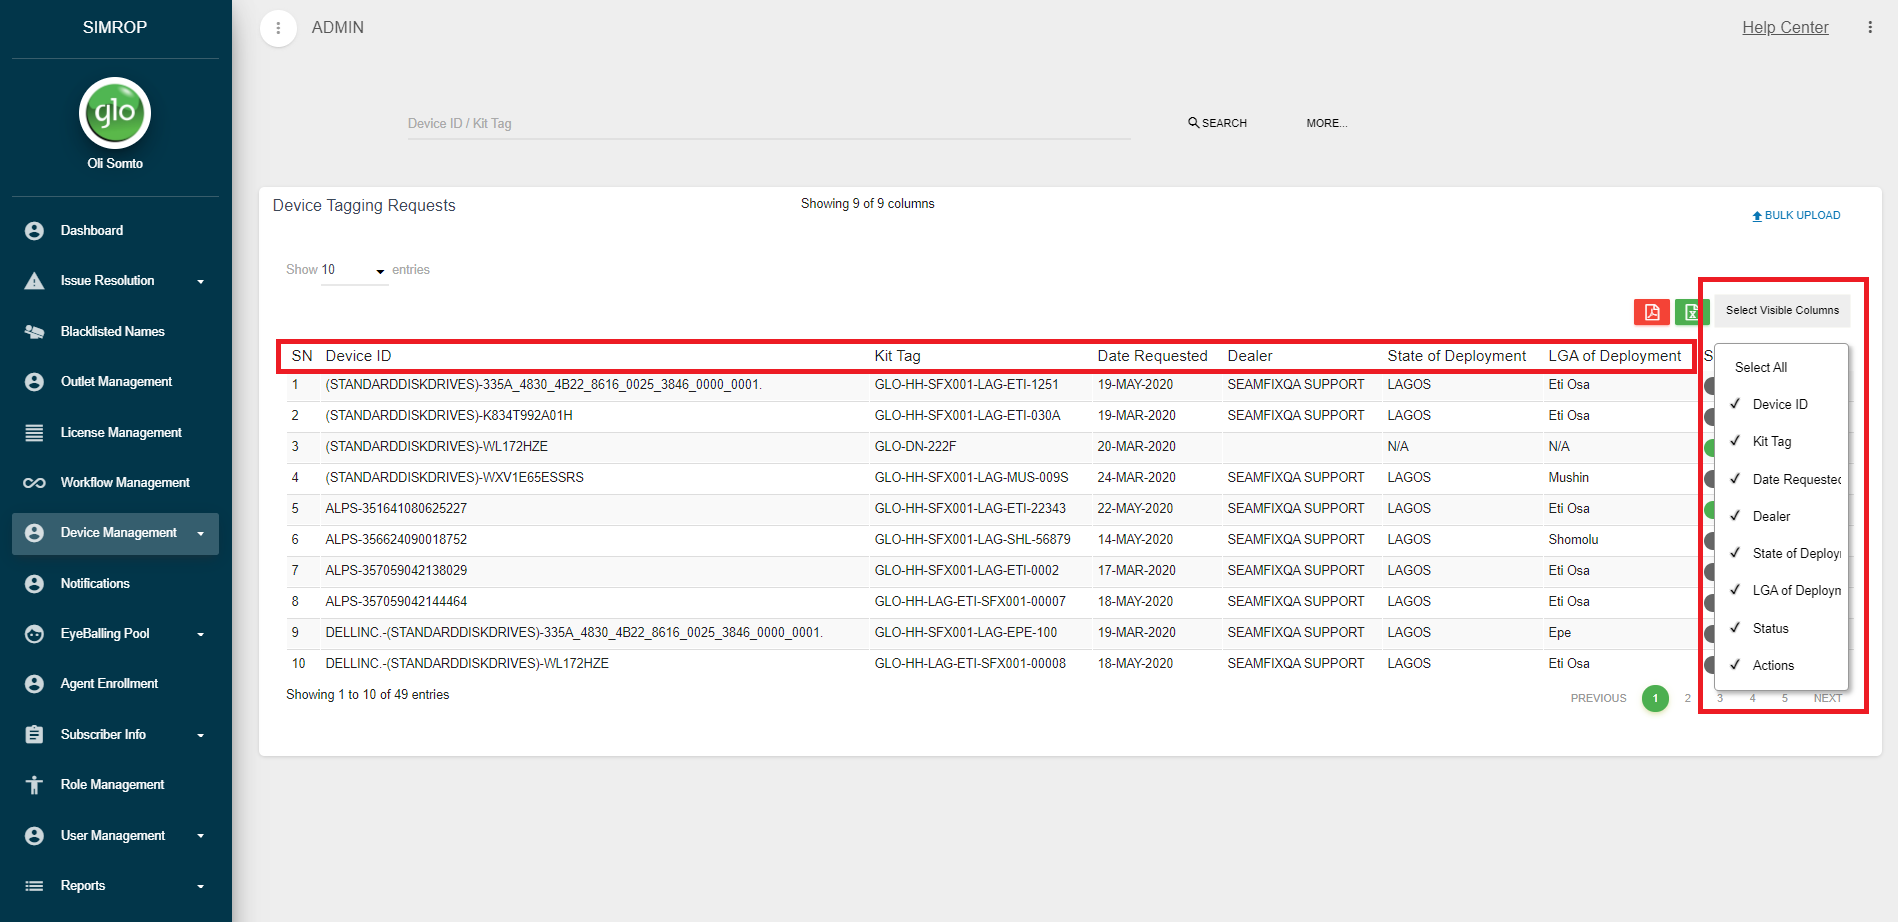 SIMROP
glo
Oli Somto
Dashboard
Issue Resolution
Blacklisted Names
Outlet Management
License Management
Workflow Management
Device Management
Notifications
EyeBalling Pool
Agent Enrollment
Subscriber Info
Role Management
User Management
Reports
ADMIN
Help Center
Device ID / Kit Tag
SEARCH
MORE...
Device Tagging Requests
Showing 9 of 9 columns
BULK UPLOAD
Show 10 entries
Select Visible Columns
SN Device ID Kit Tag Date Requested Dealer State of Deployment LGA of Deployment S
1 (STANDARDDISKDRIVES)-335A_4830_4B22_8616_0025_3846_0000_0001. GLO-HH-SFX001-LAG-ETI-1251 19-MAY-2020 SEAMFIXQA SUPPORT LAGOS Eti Osa
2 (STANDARDDISKDRIVES)-K834T992A01H GLO-HH-SFX001-LAG-ETI-030A 19-MAR-2020 SEAMFIXQA SUPPORT LAGOS Eti Osa
3 (STANDARDDISKDRIVES)-WL172HZE GLO-DN-222F 20-MAR-2020 N/A N/A
4 (STANDARDDISKDRIVES)-WXV1E65ESSRS GLO-HH-SFX001-LAG-MUS-009S 24-MAR-2020 SEAMFIXQA SUPPORT LAGOS Mushin
5 ALPS-351641080625227 GLO-HH-SFX001-LAG-ETI-22343 22-MAY-2020 SEAMFIXQA SUPPORT LAGOS Eti Osa
6 ALPS-356624090018752 GLO-HH-SFX001-LAG-SHL-56879 14-MAY-2020 SEAMFIXQA SUPPORT LAGOS Shomolu
7 ALPS-357059042138029 GLO-HH-SFX001-LAG-ETI-0002 17-MAR-2020 SEAMFIXQA SUPPORT LAGOS Eti Osa
8 ALPS-357059042144464 GLO-HH-LAG-ETI-SFX001-00007 18-MAY-2020 SEAMFIXQA SUPPORT LAGOS Eti Osa
9 DELLINC.-(STANDARDDISKDRIVES)-335A_4830_4B22_8616_0025_3846_0000_0001. GLO-HH-SFX001-LAG-EPE-100 19-MAR-2020 SEAMFIXQA SUPPORT LAGOS Epe
10 DELLINC.-(STANDARDDISKDRIVES)-WL172HZE GLO-HH-LAG-ETI-SFX001-00008 18-MAY-2020 SEAMFIXQA SUPPORT LAGOS Eti Osa
Select All
Device ID
Kit Tag
Date Requested
Dealer
State of Deploy
LGA of Deploym
Status
Actions
Showing 1 to 10 of 49 entries
PREVIOUS 1 2 3 4 5 NEXT